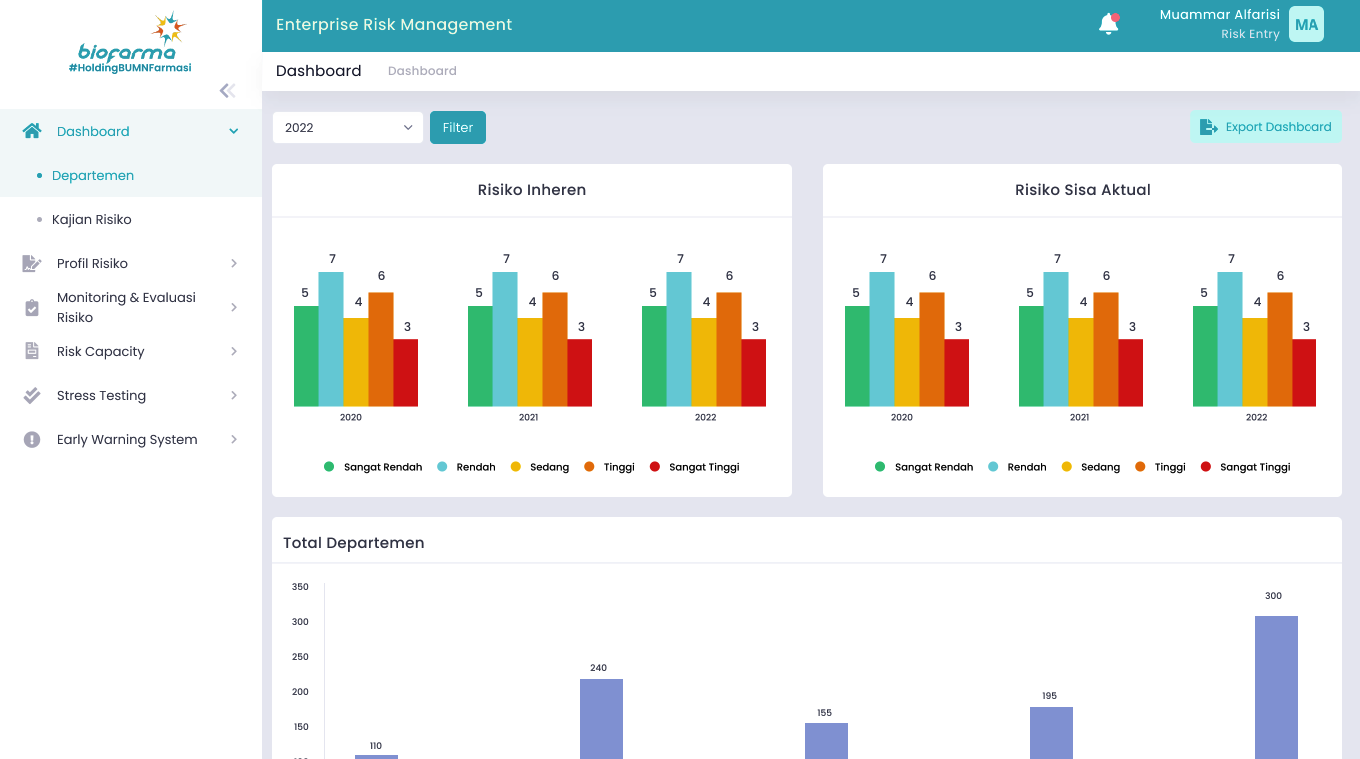 biofarma
#HoldingBUMNFarmasi
Enterprise Risk Management
Muammar Alfarisi
Risk Entry
MA
Dashboard
Dashboard
Dashboard
Departemen
Kajian Risiko
Profil Risiko
Monitoring & Evaluasi
Risiko
Risk Capacity
Stress Testing
Early Warning System
2022
Filter
Export Dashbcard
Risiko Inheren
5 7 4 6 3
5 7 4 6 3
5 7 4 6 3
2020 2021 2022
Sangat Rendah Rendah Sedang Tinggi Sangat Tinggi
Risiko Sisa Aktual
5 7 4 6 3
5 7 4 6 3
5 7 4 6 3
2020 2021 2022
Sangat Rendah Rendah Sedang Tinggi Sangat Tinggi
Total Departemen
350
300
250
200
150
110
240
155
195
300